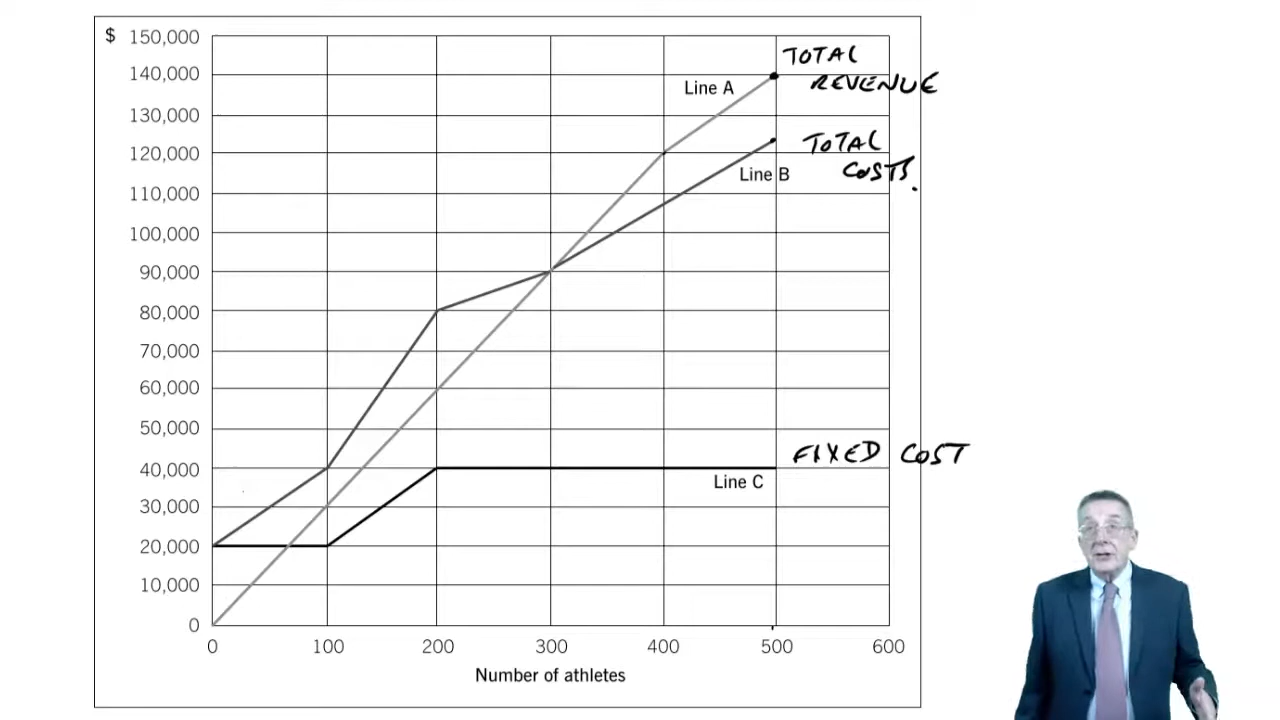 $ 150,000
140,000
130,000
120,000
110,000
100,000
90,000
80,000
70,000
60,000
50,000
40,000
30,000
20,000
10,000
0
0 100 200 300 400 500 600
Number of athletes
Line A
TOTAL
REVENUE
Line B
TOTAL
COSTS.
Line C
FIXED COST